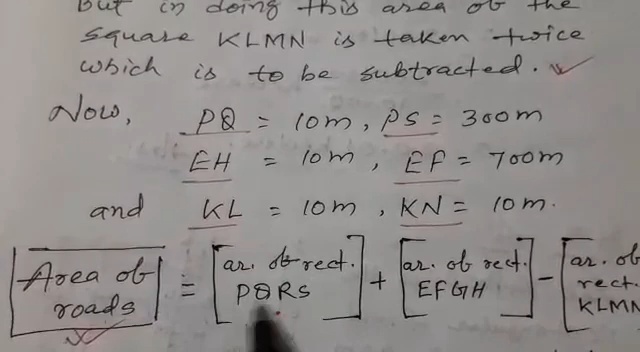 But in doing this area of the
square KLMN is taken twice
which is to be subtracted.
Now, PQ = 10m, PS = 300m
EH = 10m, EF = 700m
and KL = 10m, KN = 10m.
Area of roads = [ar. of rect. PQRS] + [ar. of rect. EFGH] - [ar. of rect. KLMN